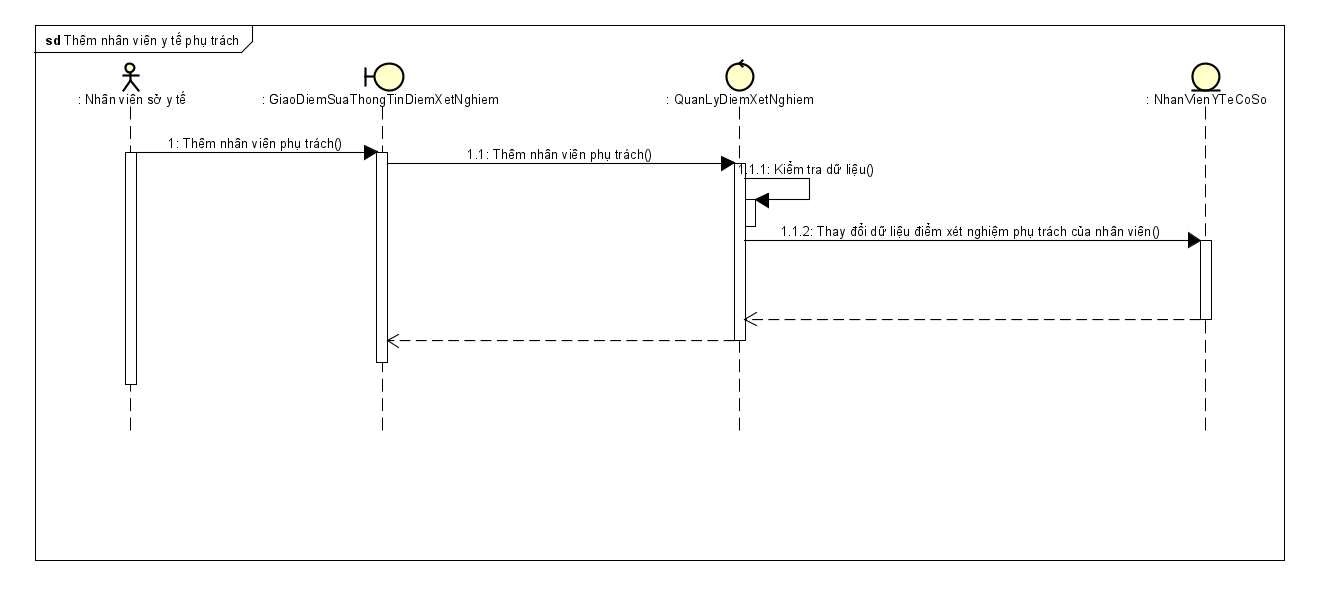 sd Thêm nhân viên y tế phụ trách
: Nhân viên sở y tế
: GiaoDiemSuaThongTinDiemXetNghiem
: QuanLyDiemXetNghiem
: NhanVienYTeCoSo
1: Thêm nhân viên phụ trách()
1.1: Thêm nhân viên phụ trách()
1.1.1: Kiểm tra dữ liệu()
1.1.2: Thay đổi dữ liệu điểm xét nghiệm phụ trách của nhân viên()